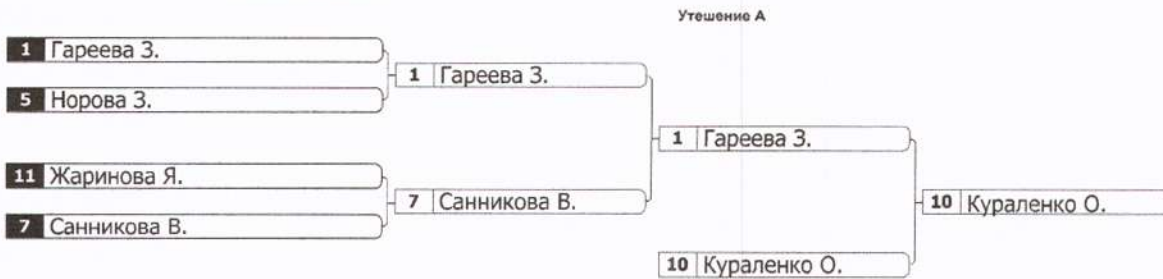 Утешение А
1 Гареева З.
5 Норова З.
1 Гареева З.
11 Жаринова Я.
7 Санникова В.
7 Санникова В.
1 Гареева З.
10 Кураленко О.
10 Кураленко О.